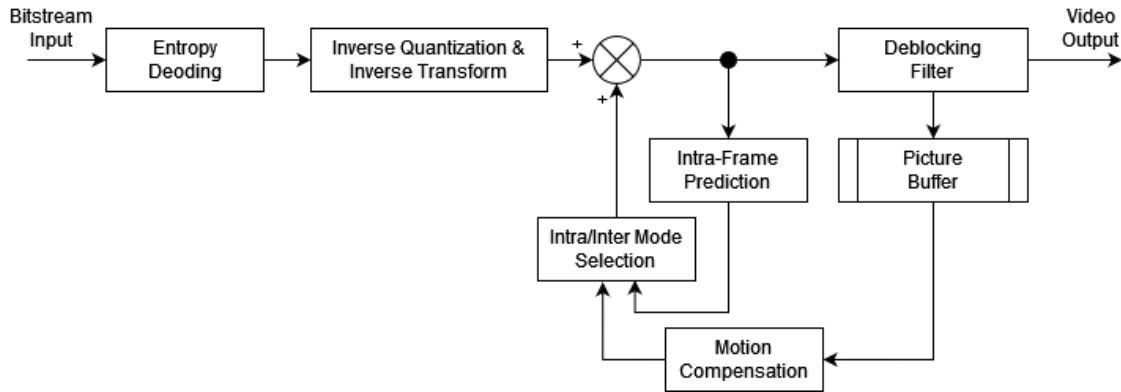 Bitstream
Input
Entropy
Deoding
Inverse Quantization &
Inverse Transform
+
+
Deblocking
Filter
Video
Output
Intra-Frame
Prediction
Picture
Buffer
Intra/Inter Mode
Selection
Motion
Compensation